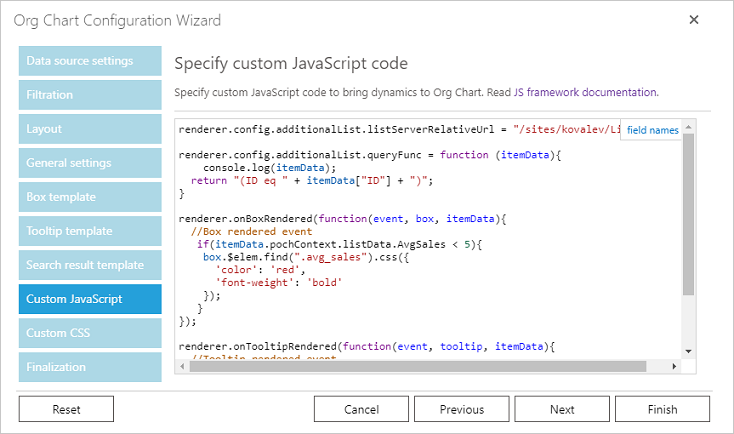 Org Chart Configuration Wizard
Data source settings
Filtration
Layout
General settings
Box template
Tooltip template
Search result template
Custom JavaScript
Custom CSS
Finalization
Specify custom JavaScript code
Specify custom JavaScript code to bring dynamics to Org Chart. Read JS framework documentation.
field names
renderer.config.additionalList.listServerRelativeUrl = "/sites/kovalev/Li
renderer.config.additionalList.queryFunc = function (itemData){
console.log(itemData);
return "(ID eq " + itemData["ID"] + ")";
}
renderer.onBoxRendered(function(event, box, itemData){
//Box rendered event
if(itemData.pochContext.listData.AvgSales < 5){
box.$elem.find(".avg_sales").css({
'color': 'red',
'font-weight': 'bold'
});
}
});
renderer.onTooltipRendered(function(event, tooltip, itemData){
//Tooltip rendered event
Reset
Cancel
Previous
Next
Finish